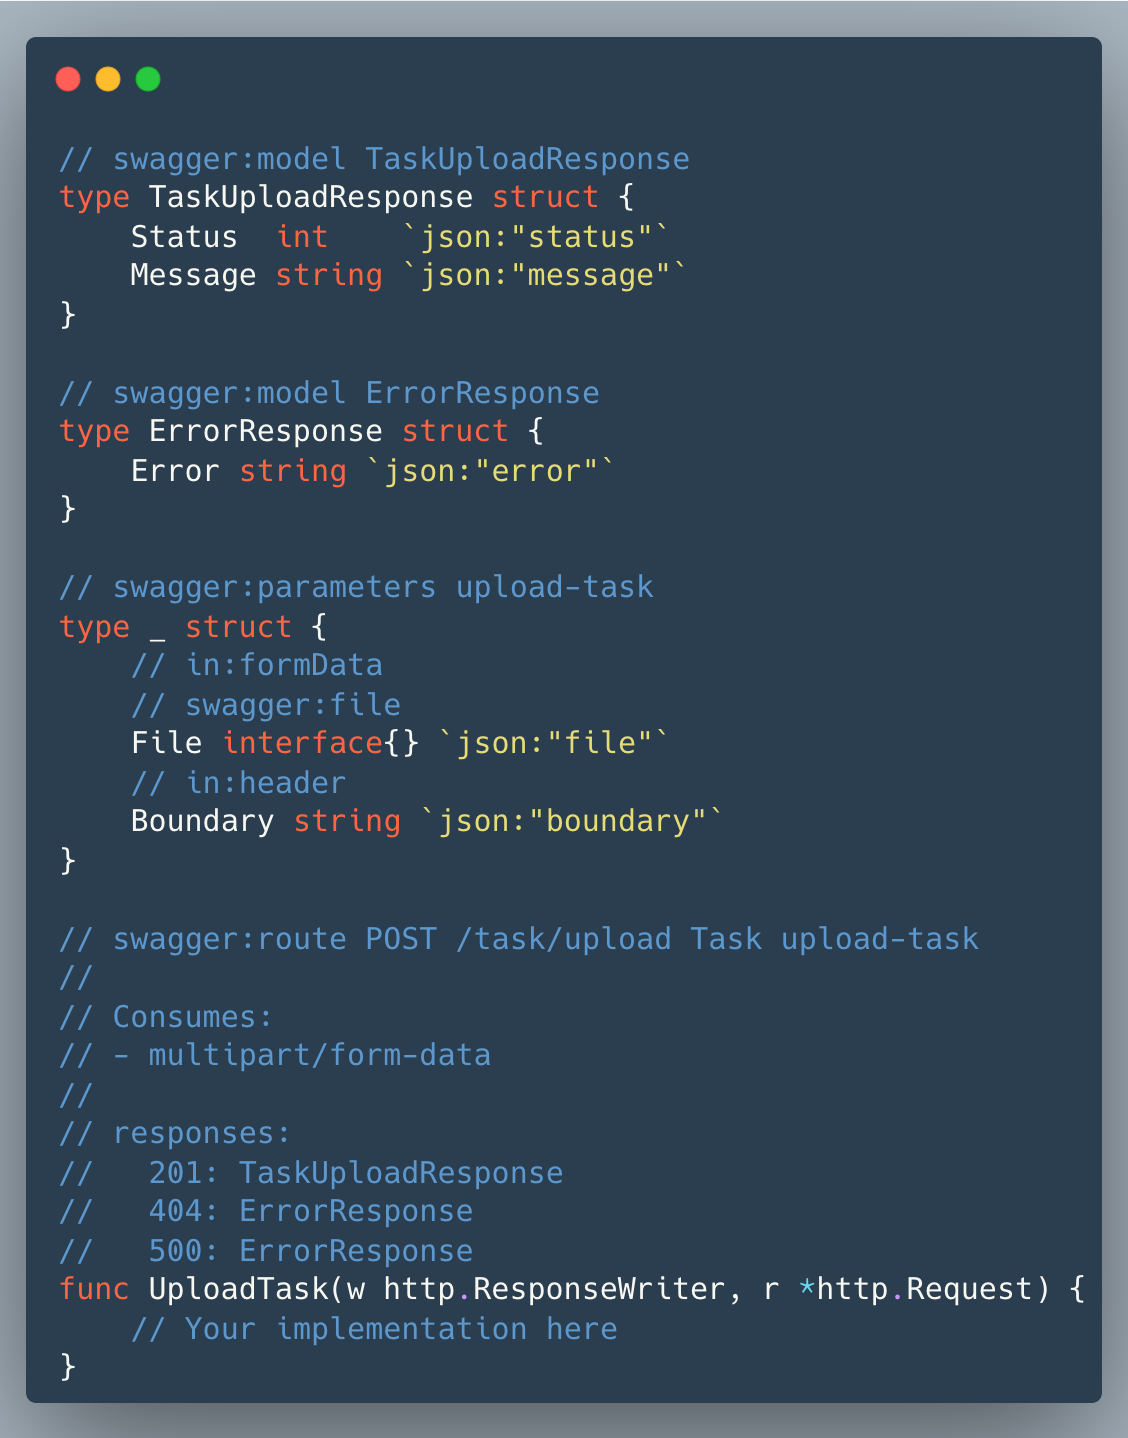 // swagger:model TaskUploadResponse
type TaskUploadResponse struct {
    Status  int    `json:"status"`
    Message string `json:"message"`
}

// swagger:model ErrorResponse
type ErrorResponse struct {
    Error string `json:"error"`
}

// swagger:parameters upload-task
type _ struct {
    // in:formData
    // swagger:file
    File interface{} `json:"file"`
    // in:header
    Boundary string `json:"boundary"`
}

// swagger:route POST /task/upload Task upload-task
//
// Consumes:
// - multipart/form-data
//
// responses:
//   201: TaskUploadResponse
//   404: ErrorResponse
//   500: ErrorResponse
func UploadTask(w http.ResponseWriter, r *http.Request) {
    // Your implementation here
}